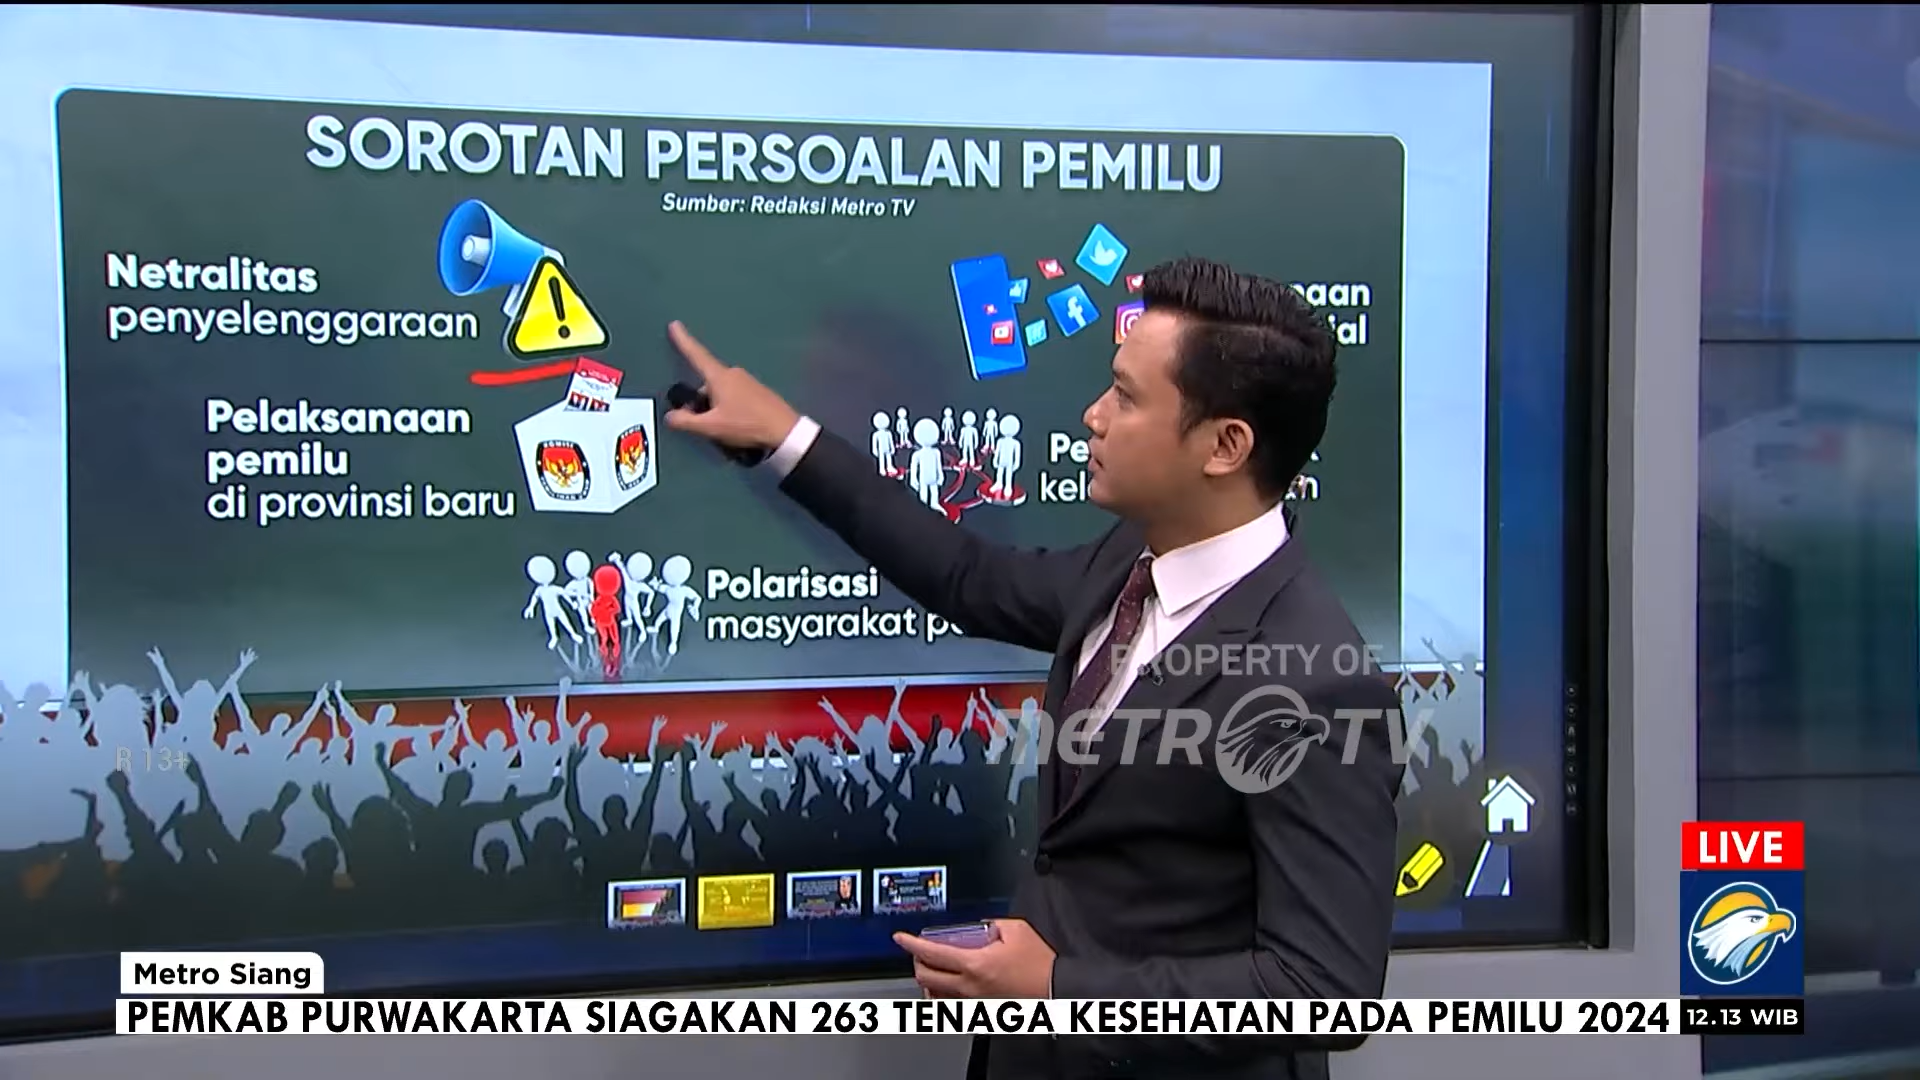 SOROTAN PERSOALAN PEMILU
Sumber: Redaksi Metro TV
Netralitas
penyelenggaraan
Pelaksanaan
pemilu
di provinsi baru
Polarisasi
masyarakat
PROPERTY OF
METRO TV
R 13+
LIVE
Metro Siang
PEMKAB PURWAKARTA SIAGAKAN 263 TENAGA KESEHATAN PADA PEMILU 2024
12.13 WIB